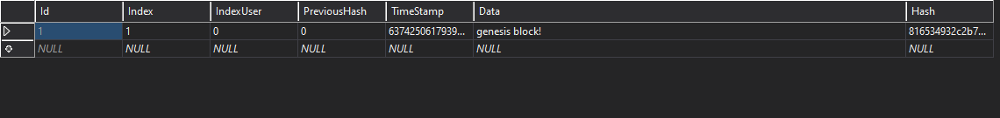 Id Index IndexUser PreviousHash TimeStamp Data Hash
1 1 0 0 6374250617939... genesis block! 816534932c2b7...
NULL NULL NULL NULL NULL NULL NULL